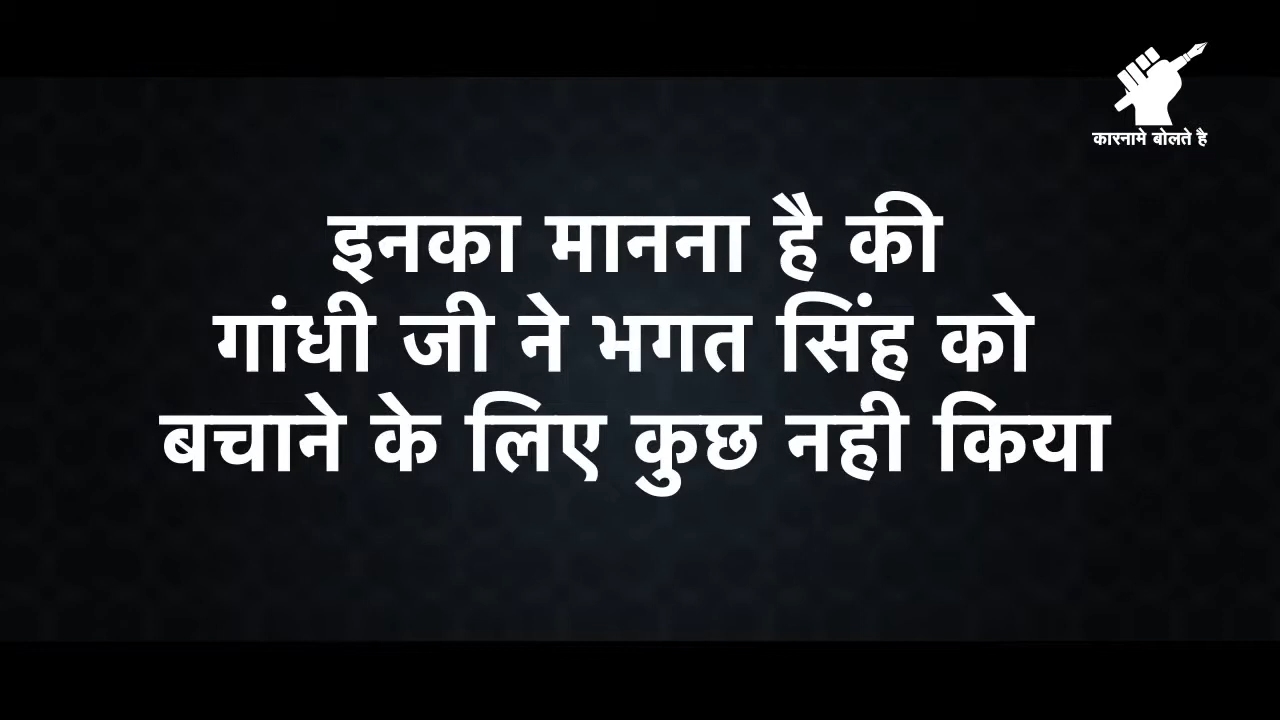 कारनामे बोलते है
इनका मानना है की
गांधी जी ने भगत सिंह को
बचाने के लिए कुछ नही किया